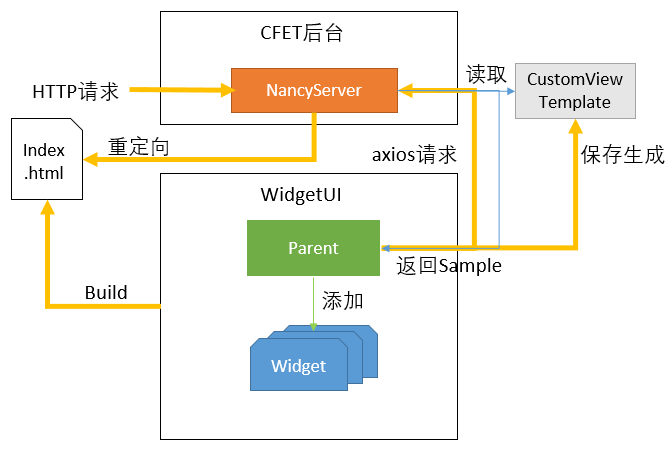 CFET后台
HTTP请求
NancyServer
读取
CustomView
Template
Index
.html
重定向
axios请求
保存生成
WidgetUI
Parent
返回Sample
Build
添加
Widget